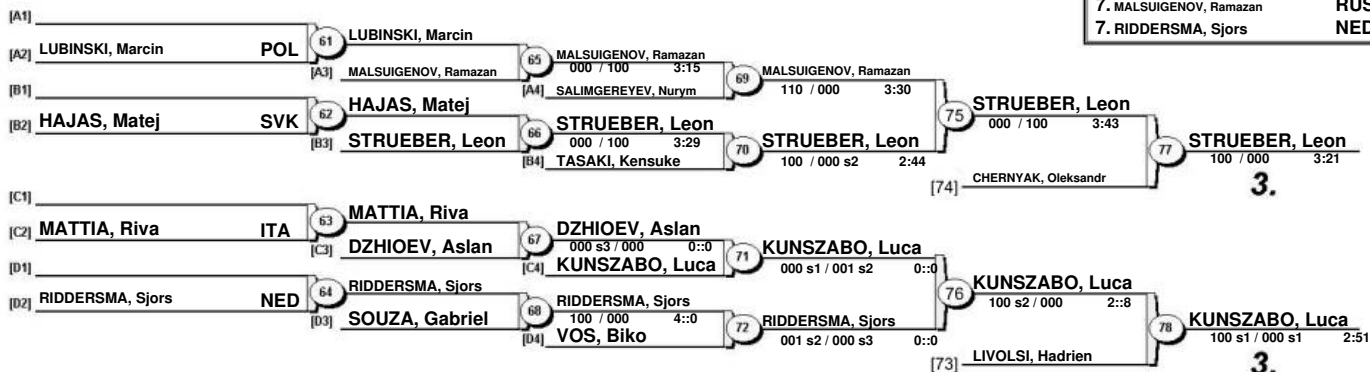 7. MALSUIGENOV, Ramazan RUS
7. RIDDERSMA, Sjors NED
[A1]
[A2] LUBINSKI, Marcin POL
61 LUBINSKI, Marcin
[A3] MALSUIGENOV, Ramazan
65 MALSUIGENOV, Ramazan
000 / 100 3:15
[A4] SALIMGEREYEV, Nurym
69 MALSUIGENOV, Ramazan
110 / 000 3:30
[B1]
[B2] HAJAS, Matej SVK
62 HAJAS, Matej
[B3] STRUEBER, Leon
66 STRUEBER, Leon
000 / 100 3:29
[B4] TASAKI, Kensuke
70 STRUEBER, Leon
100 / 000 s2 2:44
75 STRUEBER, Leon
000 / 100 3:43
[74] CHERNYAK, Oleksandr
77 STRUEBER, Leon
100 / 000 3:21
3.
[C1]
[C2] MATTIA, Riva ITA
63 MATTIA, Riva
[C3] DZHIOEV, Aslan
67 DZHIOEV, Aslan
000 s3 / 000 0::0
[C4] KUNSZABO, Luca
71 KUNSZABO, Luca
000 s1 / 001 s2 0::0
[D1]
[D2] RIDDERSMA, Sjors NED
64 RIDDERSMA, Sjors
[D3] SOUZA, Gabriel
68 RIDDERSMA, Sjors
100 / 000 4::0
[D4] VOS, Biko
72 RIDDERSMA, Sjors
001 s2 / 000 s3 0::0
76 KUNSZABO, Luca
100 s2 / 000 2::8
[73] LIVOLSI, Hadrien
78 KUNSZABO, Luca
100 s1 / 000 s1 2:51
3.